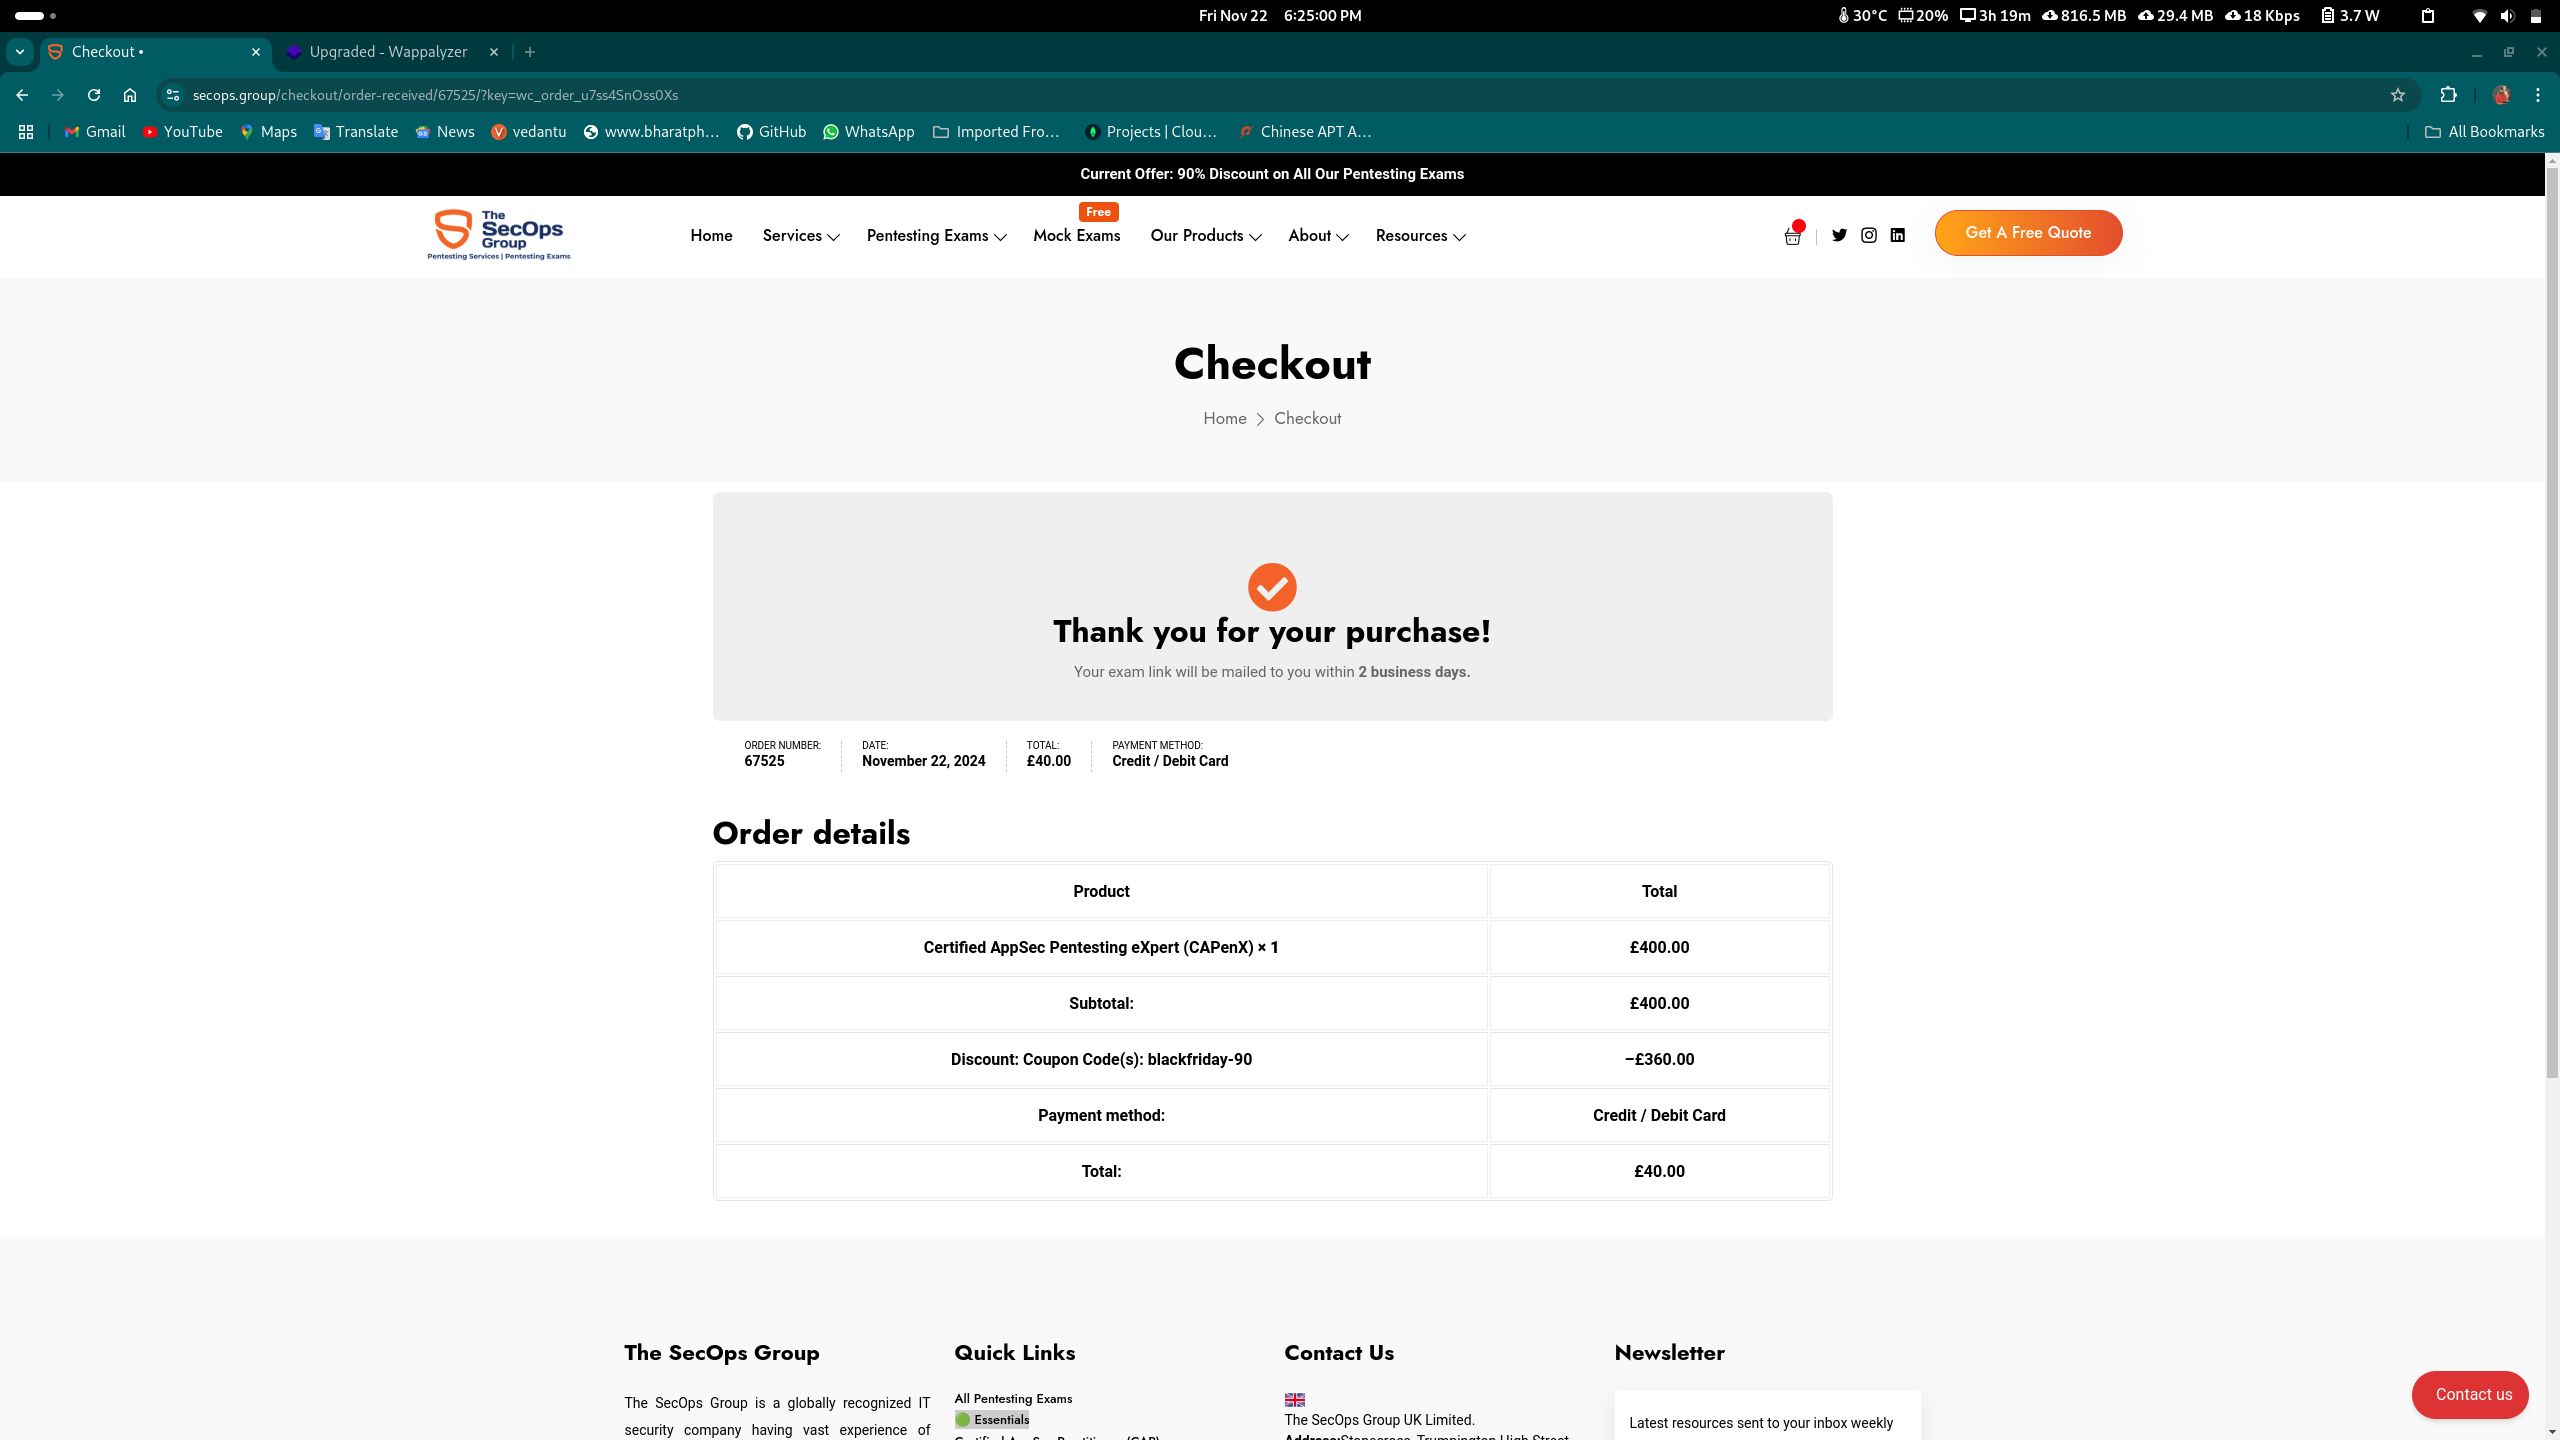 Fri Nov 22 6:25:00 PM
30°C 20% 3h 19m 816.5 MB 29.4 MB 18 Kbps 3.7 W
Checkout •
Upgraded - Wappalyzer
secops.group/checkout/order-received/67525/?key=wc_order_u7ss4SnOss0Xs
Gmail YouTube Maps Translate News vedantu www.bharatph… GitHub WhatsApp Imported Fro… Projects | Clou… Chinese APT A… All Bookmarks
Current Offer: 90% Discount on All Our Pentesting Exams
The
SecOps
Group
Pentesting Services | Pentesting Exams
Free
Home Services Pentesting Exams Mock Exams Our Products About Resources
Get A Free Quote
Checkout
Home Checkout
Thank you for your purchase!
Your exam link will be mailed to you within 2 business days.
ORDER NUMBER: DATE: TOTAL: PAYMENT METHOD:
67525 November 22, 2024 £40.00 Credit / Debit Card
Order details
Product Total
Certified AppSec Pentesting eXpert (CAPenX) × 1 £400.00
Subtotal: £400.00
Discount: Coupon Code(s): blackfriday-90 –£360.00
Payment method: Credit / Debit Card
Total: £40.00
The SecOps Group
The SecOps Group is a globally recognized IT
security company having vast experience of
Quick Links
All Pentesting Exams
Essentials
Certified AppSec Practitioner (CAP)
Contact Us
The SecOps Group UK Limited.
Address:Stonecross, Trumpington High Street,
Newsletter
Latest resources sent to your inbox weekly
Contact us